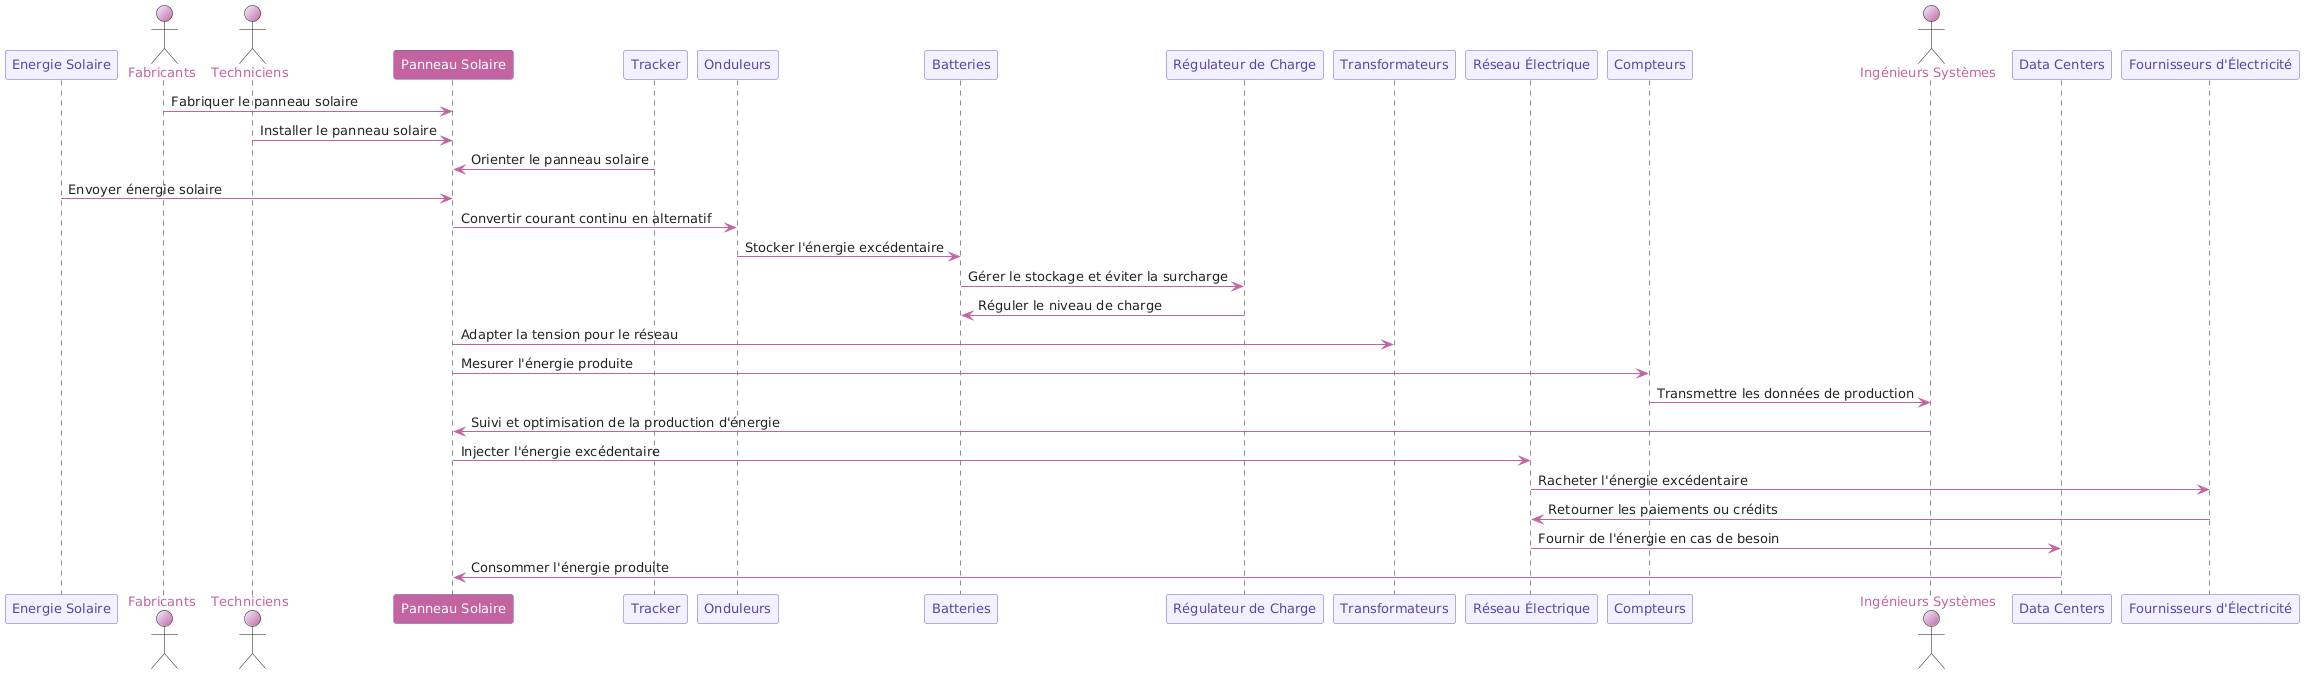 Energie Solaire
Fabricants
Techniciens
Panneau Solaire
Tracker
Onduleurs
Batteries
Régulateur de Charge
Transformateurs
Réseau Électrique
Compteurs
Ingénieurs Systèmes
Data Centers
Fournisseurs d'Électricité
Fabriquer le panneau solaire
Installer le panneau solaire
Orienter le panneau solaire
Envoyer énergie solaire
Convertir courant continu en alternatif
Stocker l'énergie excédentaire
Gérer le stockage et éviter la surcharge
Réguler le niveau de charge
Adapter la tension pour le réseau
Mesurer l'énergie produite
Transmettre les données de production
Suivi et optimisation de la production d'énergie
Injecter l'énergie excédentaire
Racheter l'énergie excédentaire
Retourner les paiements ou crédits
Fournir de l'énergie en cas de besoin
Consommer l'énergie produite
Energie Solaire
Fabricants
Techniciens
Panneau Solaire
Tracker
Onduleurs
Batteries
Régulateur de Charge
Transformateurs
Réseau Électrique
Compteurs
Ingénieurs Systèmes
Data Centers
Fournisseurs d'Électricité